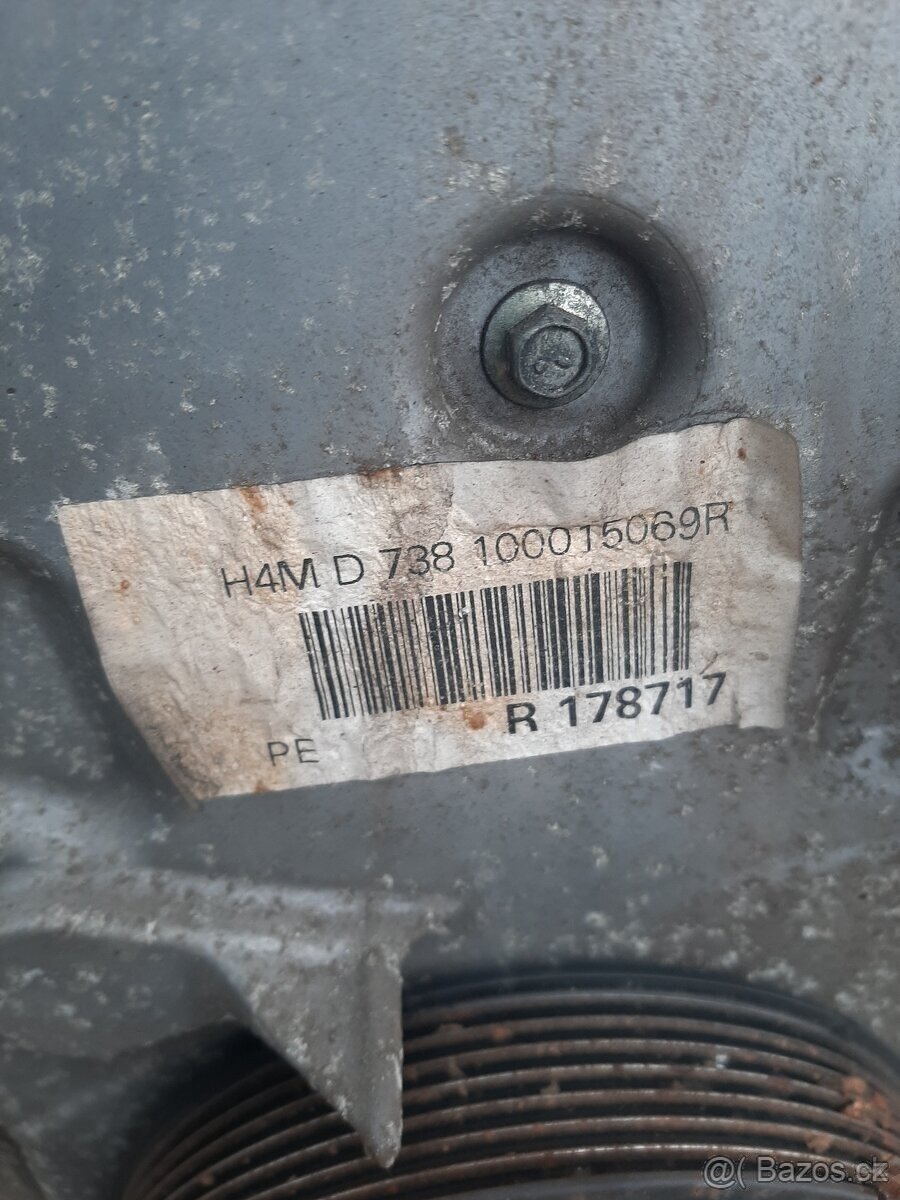 H4M D 738 100015069R
R 178717
PE
@( Bazos.sk